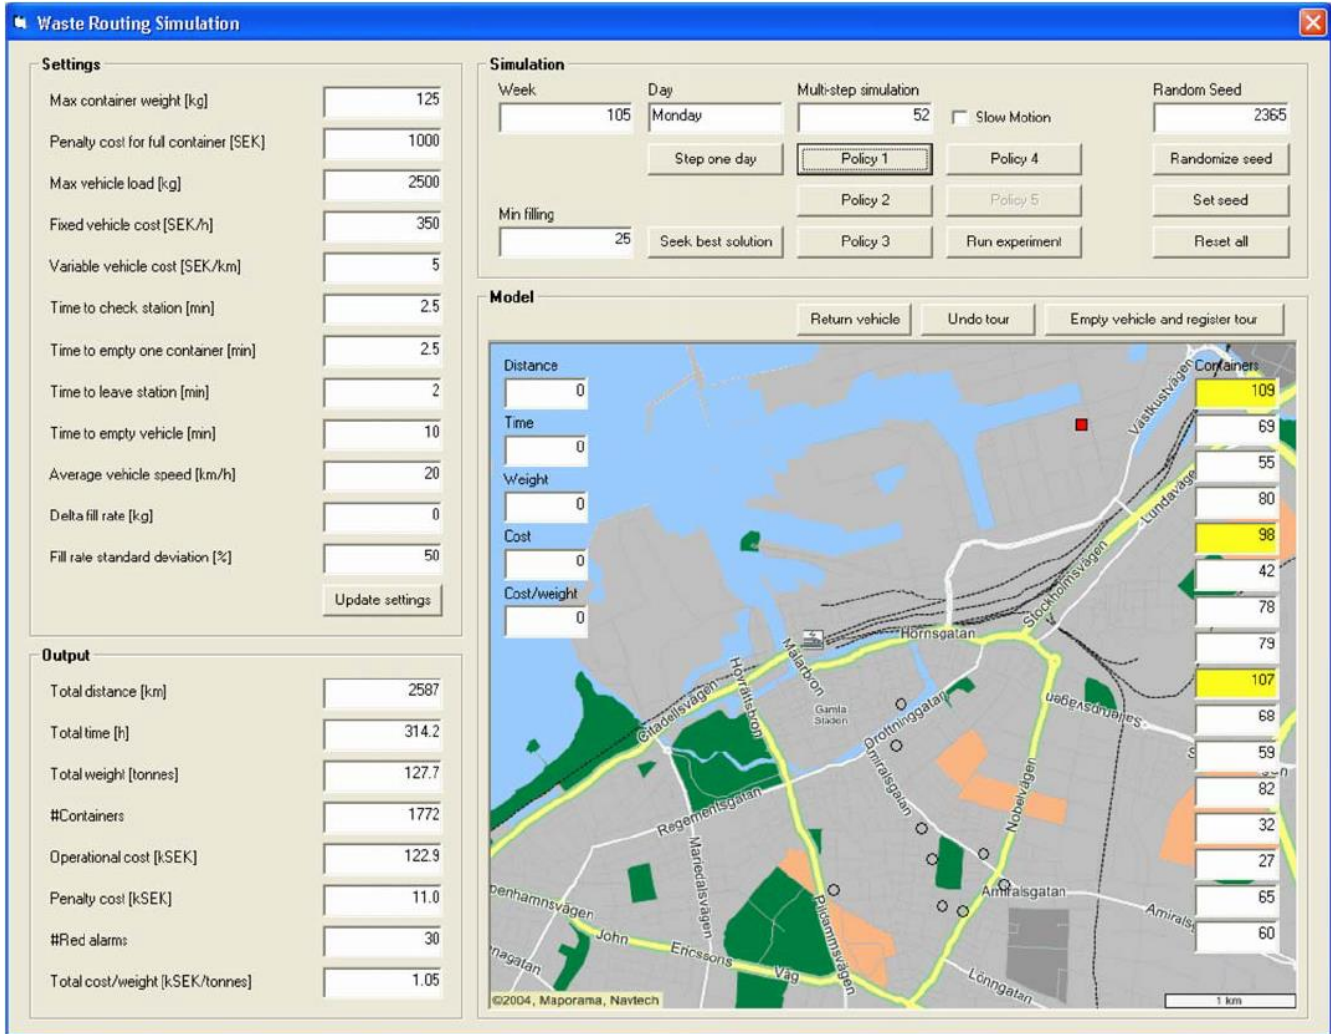 Waste Routing Simulation
Settings
Max container weight [kg] 125
Penalty cost for full container [SEK] 1000
Max vehicle load [kg] 2500
Fixed vehicle cost [SEK/h] 350
Variable vehicle cost [SEK/km] 5
Time to check station [min] 2.5
Time to empty one container [min] 2.5
Time to leave station [min] 2
Time to empty vehicle [min] 10
Average vehicle speed [km/h] 20
Delta fill rate [kg] 0
Fill rate standard deviation [%] 50
Update settings
Output
Total distance [km] 2587
Total time [h] 314.2
Total weight [tonnes] 127.7
#Containers 1772
Operational cost [kSEK] 122.9
Penalty cost [kSEK] 11.0
#Red alarms 30
Total cost/weight [kSEK/tonnes] 1.05
Simulation
Week Day Multi-step simulation Random Seed
105 Monday 52 Slow Motion 2365
Step one day Policy 1 Policy 4 Randomize seed
Policy 2 Policy 5 Set seed
Min filling
25 Seek best solution Policy 3 Run experiment Reset all
Model
Return vehicle Undo tour Empty vehicle and register tour
Distance
0
Time
0
Weight
0
Cost
0
Cost/weight
0
Containers
109
69
55
80
98
42
78
79
107
68
59
82
32
27
65
60
Västkustvägen
Lundavägen
Stockholmsvägen
Hornsgatan
Mälarbron
Hovrättsbron
Citadellsvägen
Gamla
Staden
Drottninggatan
Amiralsgatan
Sallerupsvägen
Regementsgatan
Mariedalsvägen
Nobelvägen
Amiralsgatan
Pildammsvägen
John Ericssons Väg
Lönngatan
©2004, Maporama, Navtech
1 km